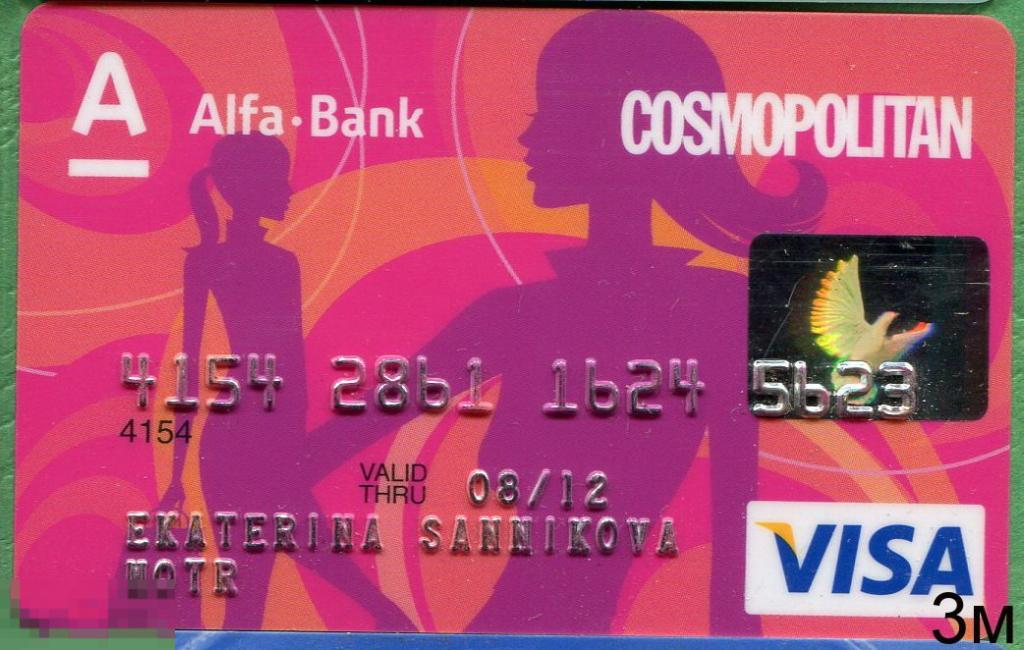 A Alfa·Bank
COSMOPOLITAN
4154 2861 1624 5623
4154
VALID THRU 08/12
EKATERINA SANNIKOVA
MOTR
VISA
3M